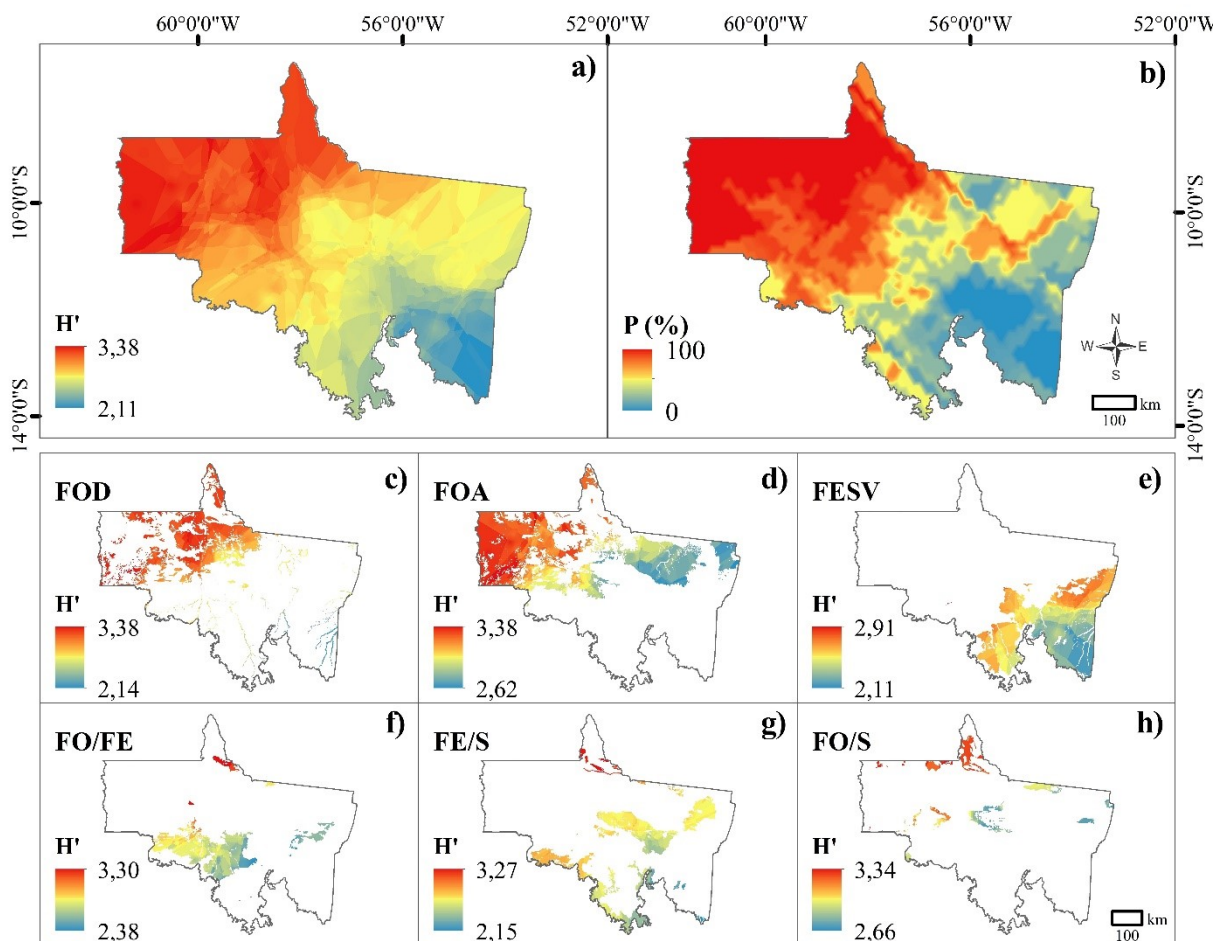 60°0'0"W 56°0'0"W 52°0'0"W 60°0'0"W 56°0'0"W 52°0'0"W
a)
b)
10°0'0"S
10°0'0"S
14°0'0"S
14°0'0"S
H'
3,38
2,11
P (%)
100
0
N
W E
S
km
100
FOD
c)
H'
3,38
2,14
FOA
d)
H'
3,38
2,62
FESV
e)
H'
2,91
2,11
FO/FE
f)
H'
3,30
2,38
FE/S
g)
H'
3,27
2,15
FO/S
h)
H'
3,34
2,66
km
100